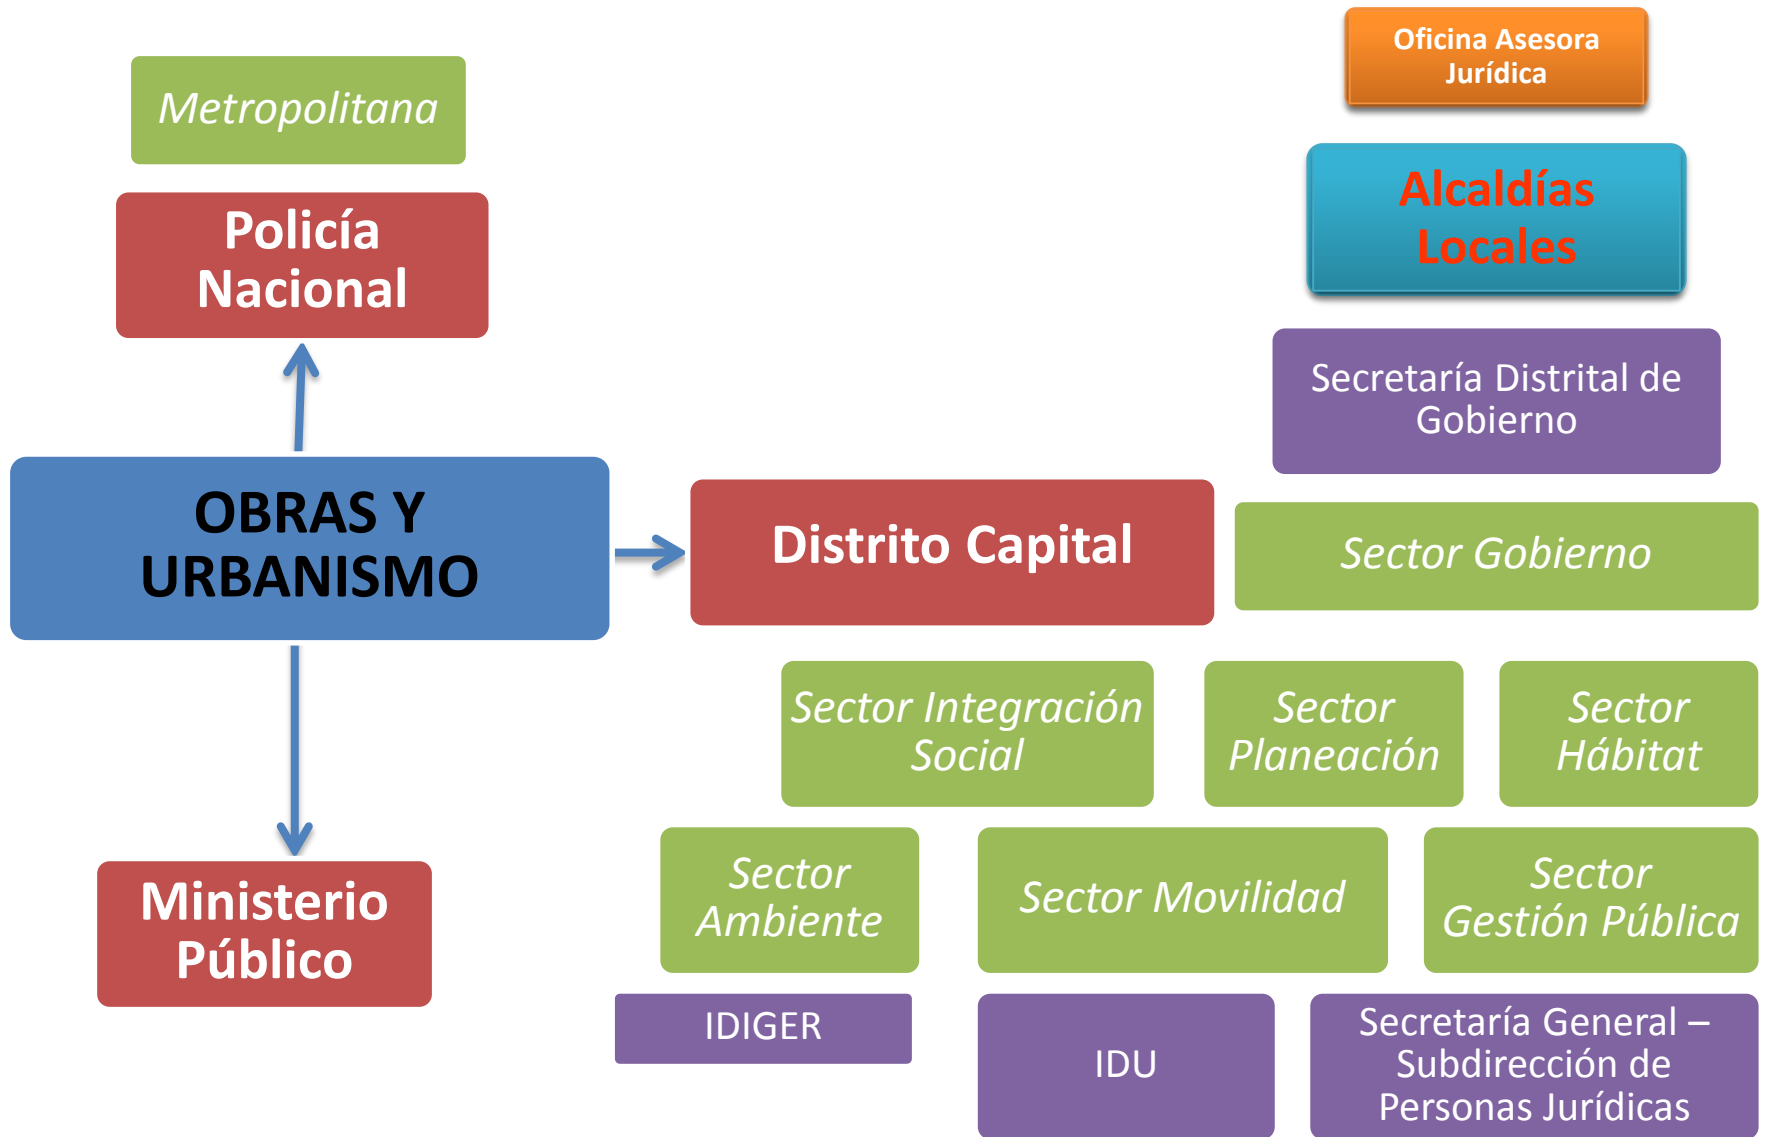 Oficina Asesora
Jurídica
Metropolitana
Alcaldías
Locales
Policía
Nacional
Secretaría Distrital de
Gobierno
OBRAS Y
URBANISMO
Distrito Capital
Sector Gobierno
Sector Integración
Social
Sector
Planeación
Sector
Hábitat
Ministerio
Público
Sector
Ambiente
Sector Movilidad
Sector
Gestión Pública
IDIGER
IDU
Secretaría General –
Subdirección de
Personas Jurídicas